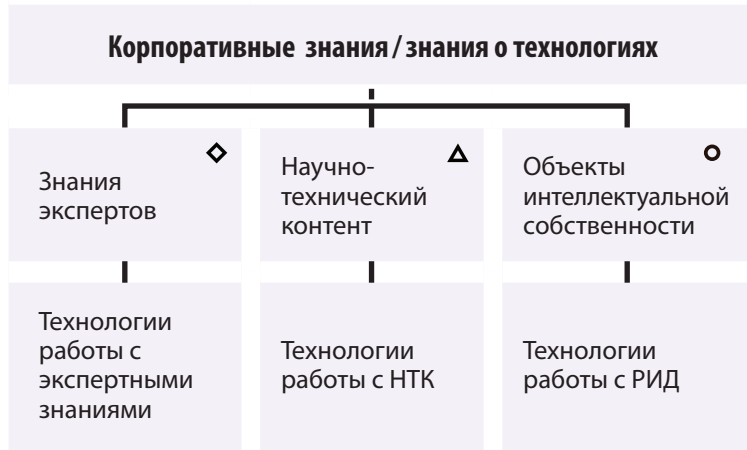 Корпоративные знания / знания о технологиях
Знания
экспертов
Научно-
технический
контент
Объекты
интеллектуальной
собственности
Технологии
работы с
экспертными
знаниями
Технологии
работы с НТК
Технологии
работы с РИД